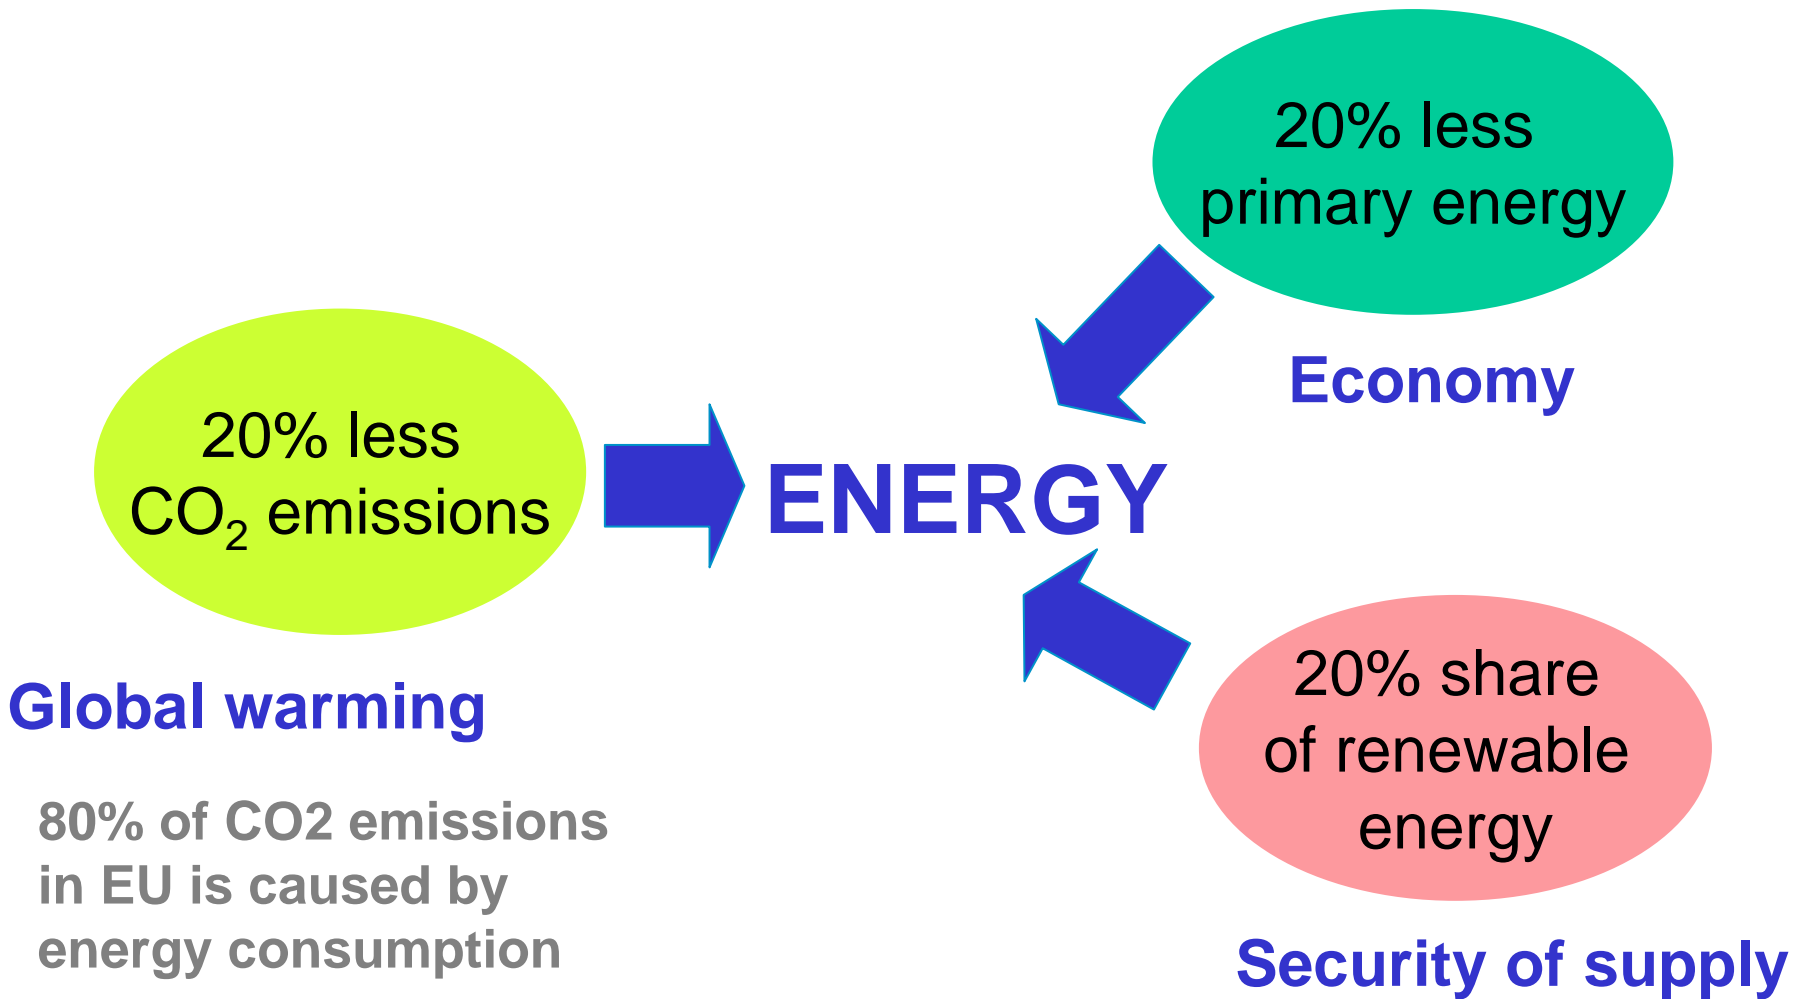 20% less
primary energy
Economy
20% less
CO₂ emissions
ENERGY
Global warming
80% of CO2 emissions
in EU is caused by
energy consumption
20% share
of renewable
energy
Security of supply